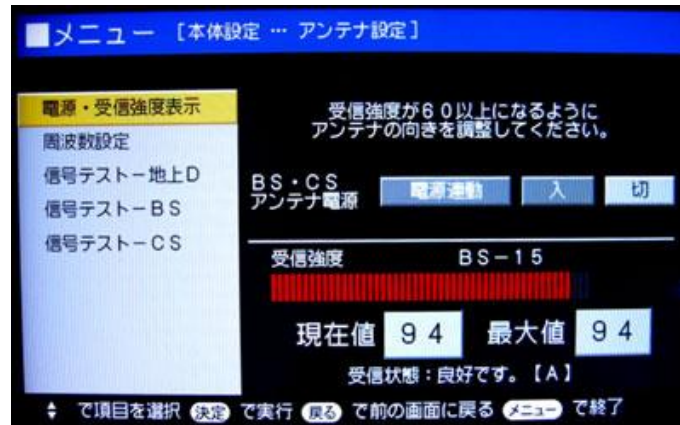 ■メニュー [本体設定 … アンテナ設定]
電源・受信強度表示
周波数設定
信号テストー地上D
信号テストーBS
信号テストーCS
受信強度が60以上になるように
アンテナの向きを調整してください。
BS・CS
アンテナ電源 電源連動 入 切
受信強度 BS－15
現在値 94 最大値 94
受信状態：良好です。【A】
で項目を選択 決定 で実行 戻る で前の画面に戻る メニュー で終了